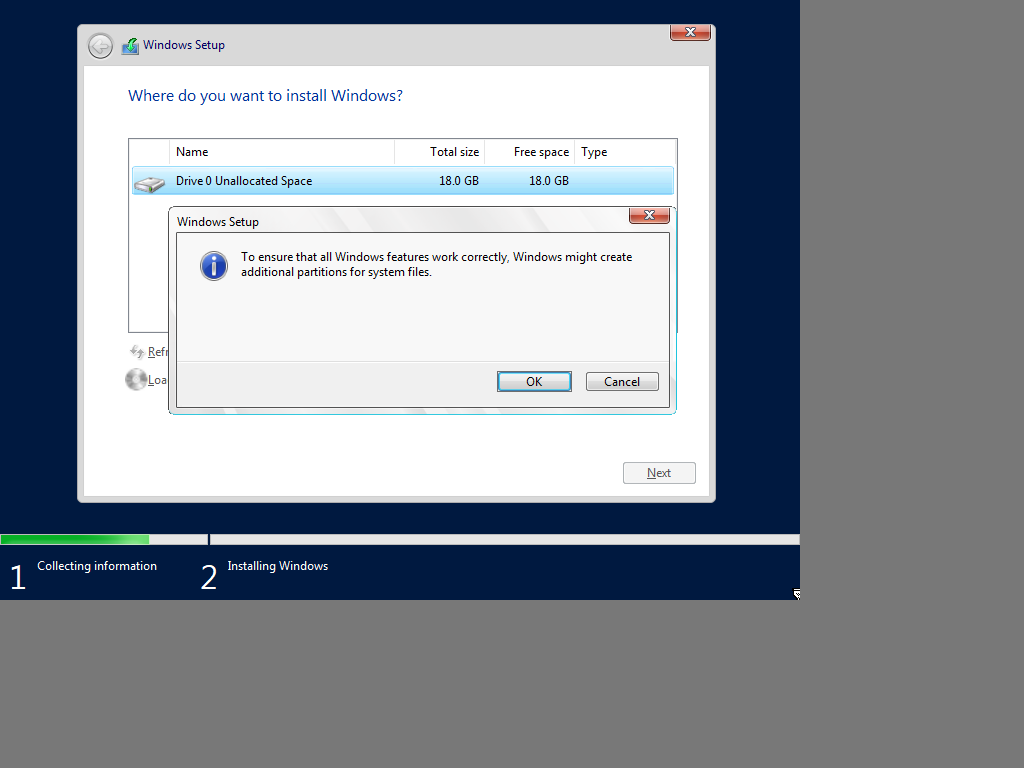 Windows Setup
Where do you want to install Windows?
Name Total size Free space Type
Drive 0 Unallocated Space 18.0 GB 18.0 GB
Windows Setup
To ensure that all Windows features work correctly, Windows might create
additional partitions for system files.
OK Cancel
Refr
Loa
Next
1 Collecting information 2 Installing Windows